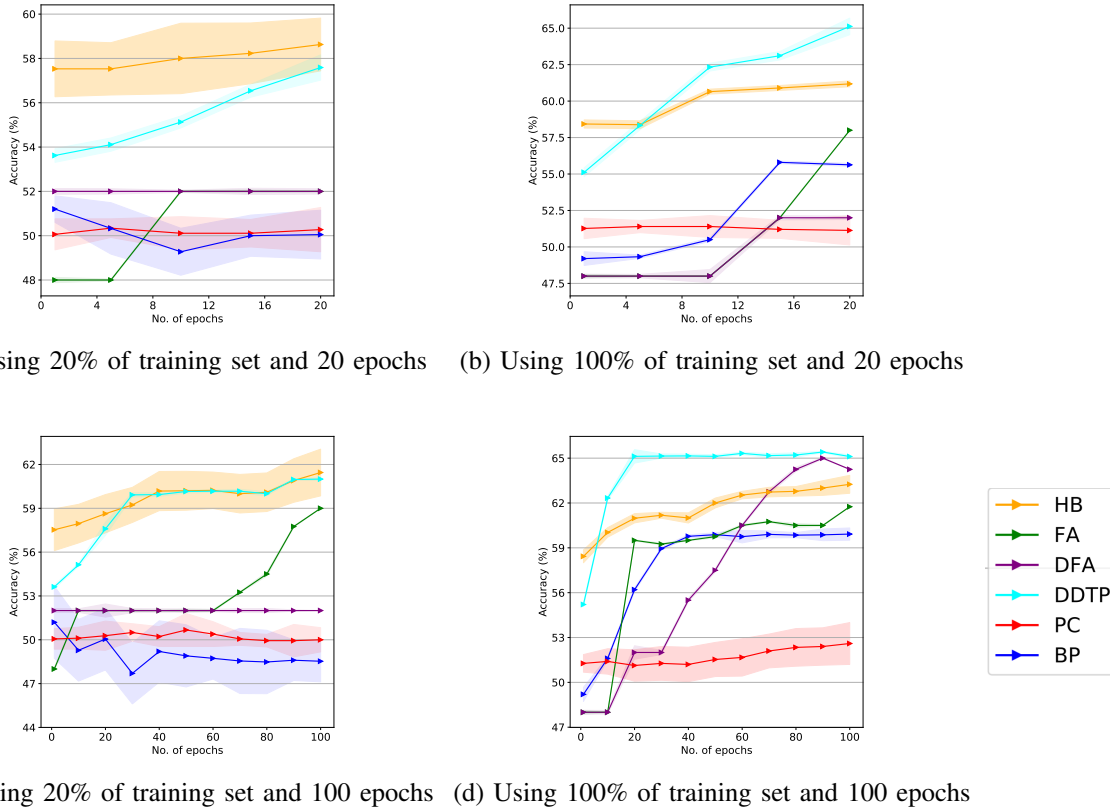 60
58
56
54
52
50
48
Accuracy (%)
0 4 8 12 16 20
No. of epochs
65.0
62.5
60.0
57.5
55.0
52.5
50.0
47.5
Accuracy (%)
0 4 8 12 16 20
No. of epochs
sing 20% of training set and 20 epochs
(b) Using 100% of training set and 20 epochs
62
59
56
53
50
47
44
Accuracy (%)
0 20 40 60 80 100
No. of epochs
65
62
59
56
53
50
47
Accuracy (%)
0 20 40 60 80 100
No. of epochs
HB
FA
DFA
DDTP
PC
BP
ing 20% of training set and 100 epochs
(d) Using 100% of training set and 100 epochs